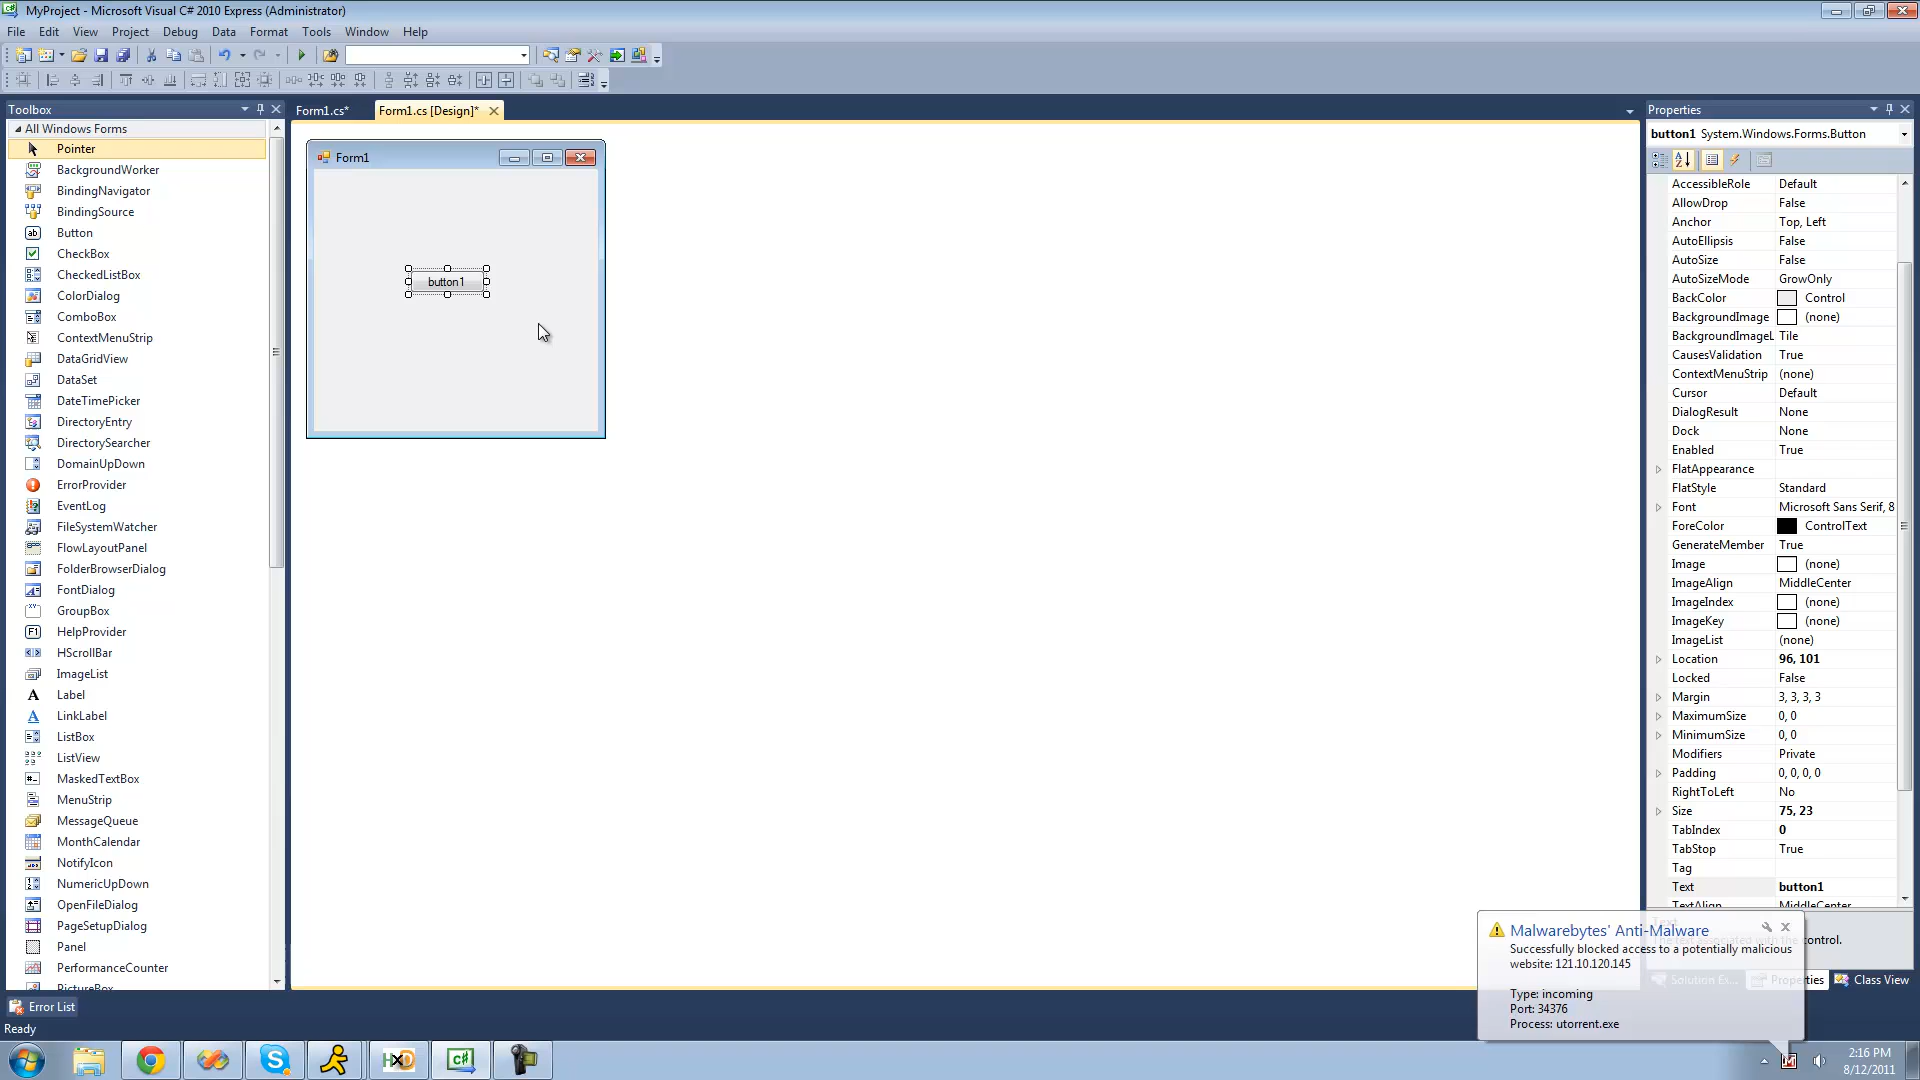 MyProject - Microsoft Visual C# 2010 Express (Administrator)
File Edit View Project Debug Data Format Tools Window Help
Toolbox
Form1.cs*
Form1.cs [Design]*
Properties
All Windows Forms
Pointer
BackgroundWorker
BindingNavigator
BindingSource
Button
CheckBox
CheckedListBox
ColorDialog
ComboBox
ContextMenuStrip
DataGridView
DataSet
DateTimePicker
DirectoryEntry
DirectorySearcher
DomainUpDown
ErrorProvider
EventLog
FileSystemWatcher
FlowLayoutPanel
FolderBrowserDialog
FontDialog
GroupBox
HelpProvider
HScrollBar
ImageList
Label
LinkLabel
ListBox
ListView
MaskedTextBox
MenuStrip
MessageQueue
MonthCalendar
NotifyIcon
NumericUpDown
OpenFileDialog
PageSetupDialog
Panel
PerformanceCounter
PictureBox
Form1
button1
button1 System.Windows.Forms.Button
AccessibleRole Default
AllowDrop False
Anchor Top, Left
AutoEllipsis False
AutoSize False
AutoSizeMode GrowOnly
BackColor Control
BackgroundImage (none)
BackgroundImageL Tile
CausesValidation True
ContextMenuStrip (none)
Cursor Default
DialogResult None
Dock None
Enabled True
FlatAppearance
FlatStyle Standard
Font Microsoft Sans Serif, 8
ForeColor ControlText
GenerateMember True
Image (none)
ImageAlign MiddleCenter
ImageIndex (none)
ImageKey (none)
ImageList (none)
Location 96, 101
Locked False
Margin 3, 3, 3, 3
MaximumSize 0, 0
MinimumSize 0, 0
Modifiers Private
Padding 0, 0, 0, 0
RightToLeft No
Size 75, 23
TabIndex 0
TabStop True
Tag
Text button1
TextAlign MiddleCenter
Text
The text associated with the control.
Solution Ex... Properties Class View
Malwarebytes' Anti-Malware
Successfully blocked access to a potentially malicious
website: 121.10.120.145
Type: incoming
Port: 34376
Process: utorrent.exe
Error List
Ready
2:16 PM
8/12/2011